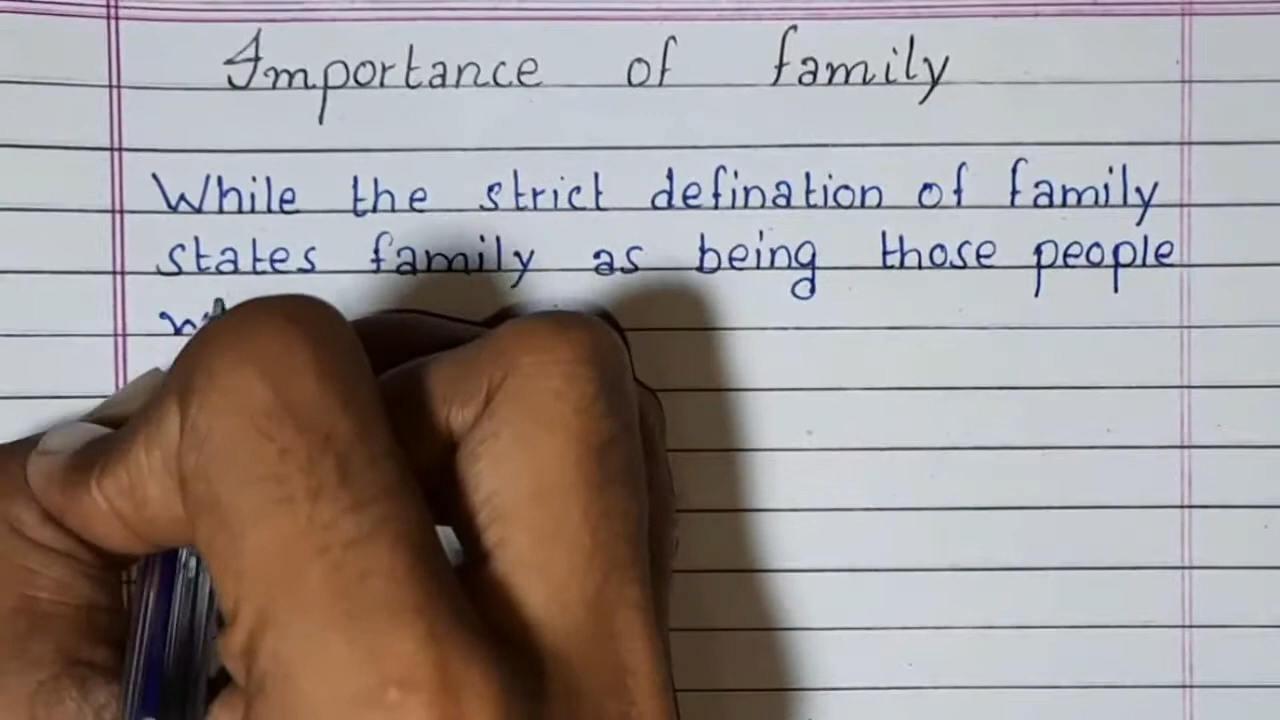 Importance of family
While the strict defination of family
states family as being those people